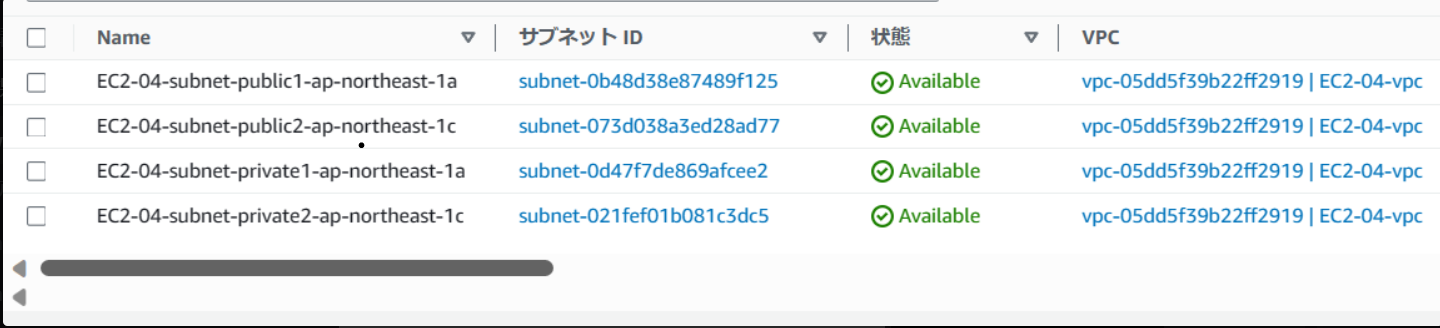 Name サブネット ID 状態 VPC
EC2-04-subnet-public1-ap-northeast-1a subnet-0b48d38e87489f125 Available vpc-05dd5f39b22ff2919 | EC2-04-vpc
EC2-04-subnet-public2-ap-northeast-1c subnet-073d038a3ed28ad77 Available vpc-05dd5f39b22ff2919 | EC2-04-vpc
EC2-04-subnet-private1-ap-northeast-1a subnet-0d47f7de869afcee2 Available vpc-05dd5f39b22ff2919 | EC2-04-vpc
EC2-04-subnet-private2-ap-northeast-1c subnet-021fef01b081c3dc5 Available vpc-05dd5f39b22ff2919 | EC2-04-vpc